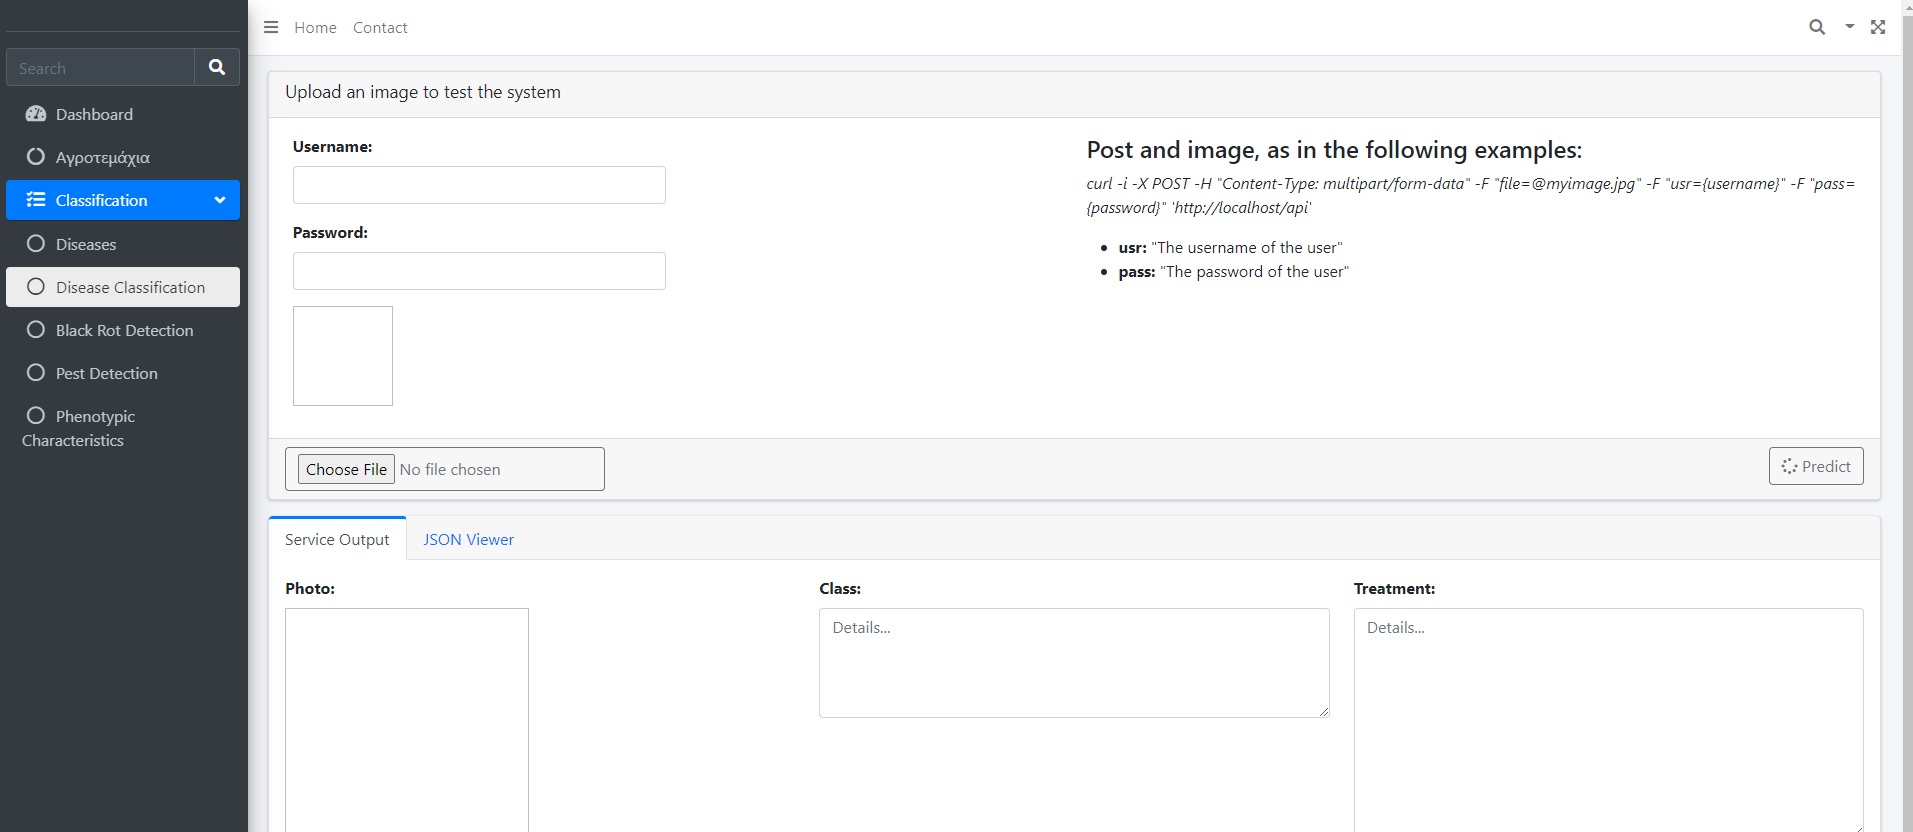 Home Contact
Search
Dashboard
Αγροτεμάχια
Classification
Diseases
Disease Classification
Black Rot Detection
Pest Detection
Phenotypic
Characteristics
Upload an image to test the system
Username:
Password:
Post and image, as in the following examples:
curl -i -X POST -H "Content-Type: multipart/form-data" -F "file=@myimage.jpg" -F "usr={username}" -F "pass=
{password}" 'http://localhost/api'
usr: "The username of the user"
pass: "The password of the user"
Choose File No file chosen
Predict
Service Output JSON Viewer
Photo:
Class:
Details...
Treatment:
Details...